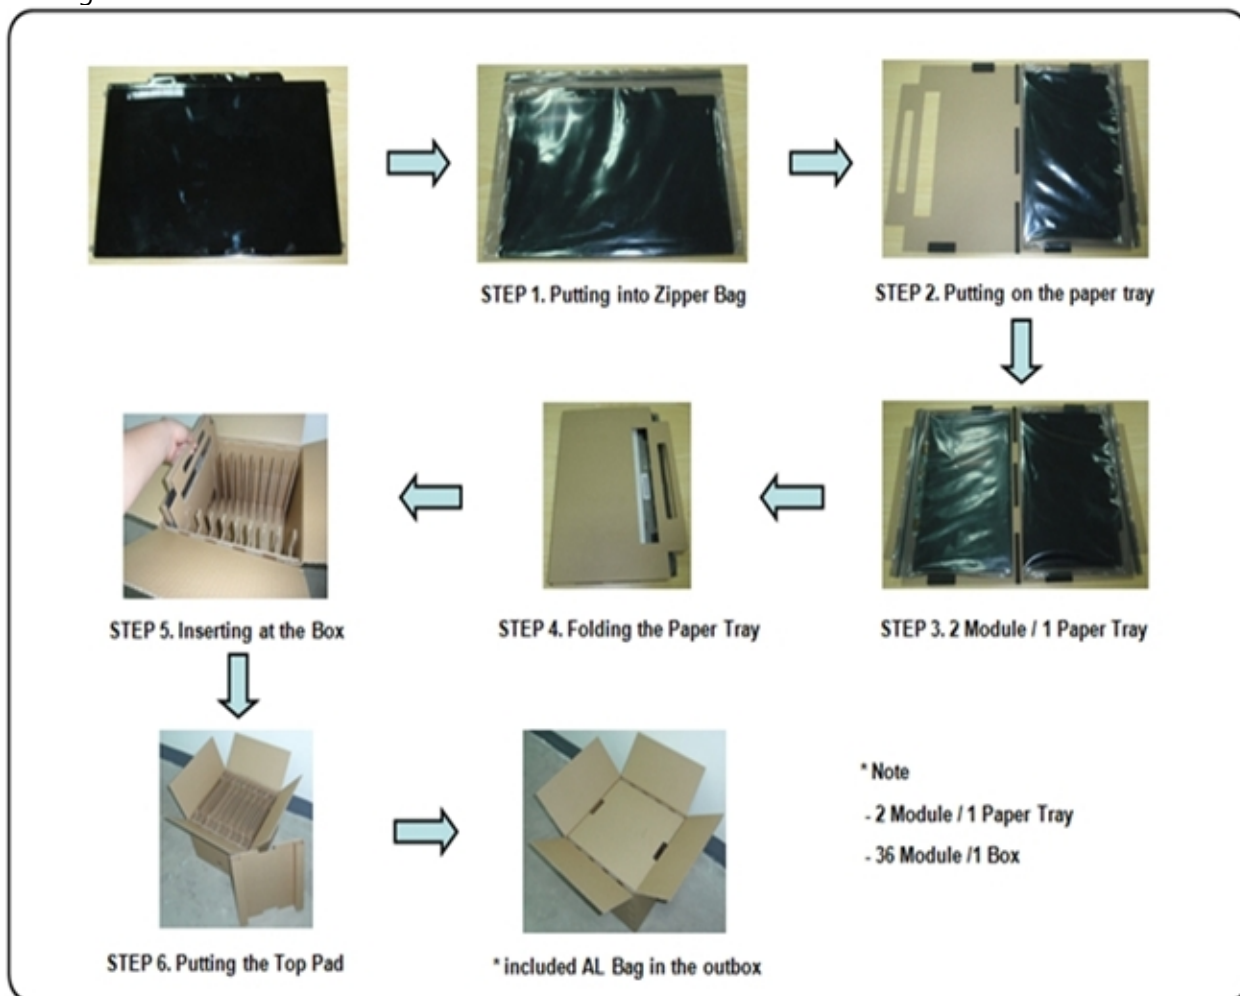 STEP 1. Putting into Zipper Bag
STEP 2. Putting on the paper tray
STEP 3. 2 Module / 1 Paper Tray
STEP 4. Folding the Paper Tray
STEP 5. Inserting at the Box
STEP 6. Putting the Top Pad
* included AL Bag in the outbox
* Note
- 2 Module / 1 Paper Tray
- 36 Module /1 Box